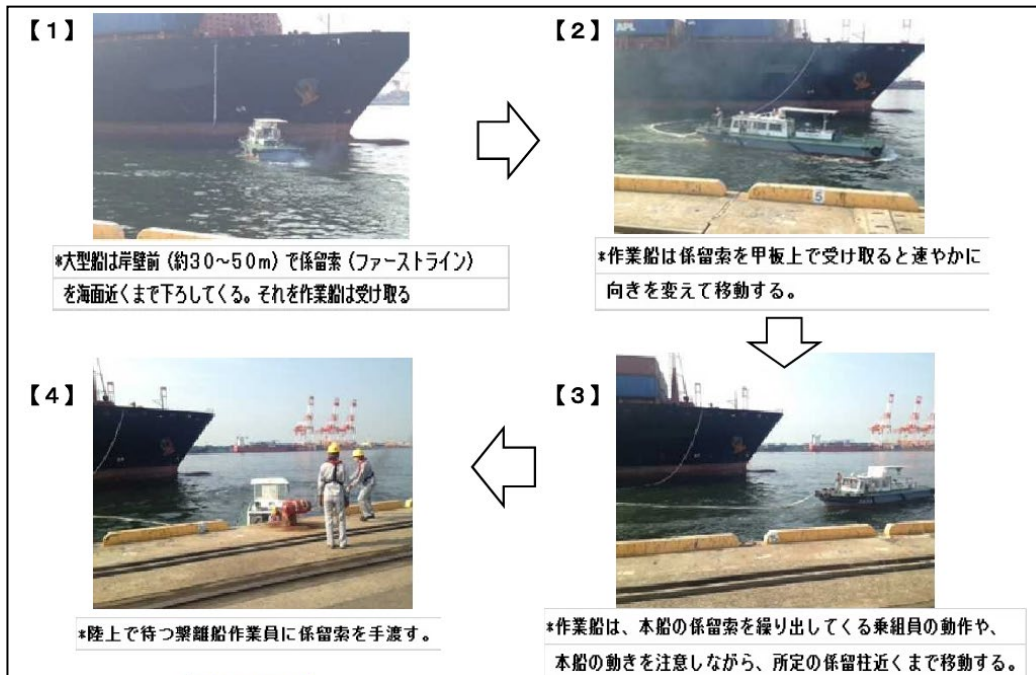 【1】
*大型船は岸壁前（約30～50m）で係留索（ファーストライン）
を海面近くまで下ろしてくる。それを作業船は受け取る
【2】
APL
5
*作業船は係留索を甲板上で受け取ると速やかに
向きを変えて移動する。
【3】
*作業船は、本船の係留索を繰り出してくる乗組員の動作や、
本船の動きを注意しながら、所定の係留柱近くまで移動する。
【4】
*陸上で待つ繋離船作業員に係留索を手渡す。